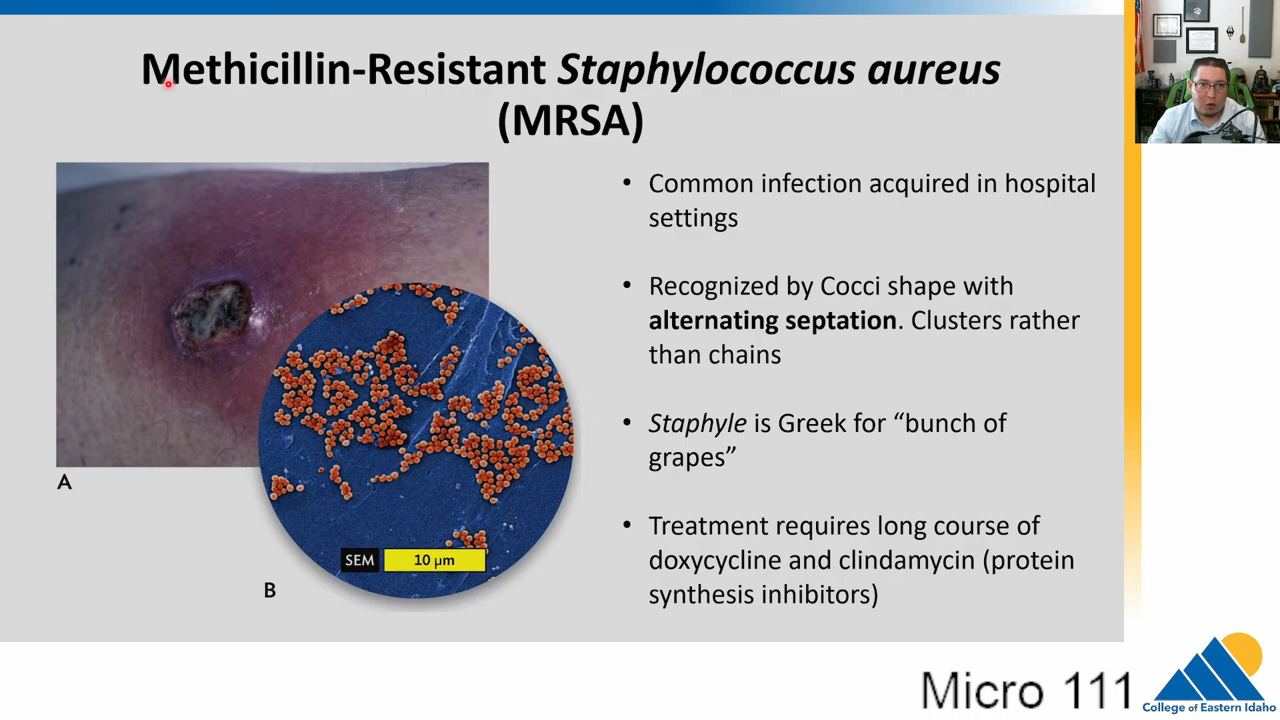 Methicillin-Resistant Staphylococcus aureus
(MRSA)
• Common infection acquired in hospital
settings
• Recognized by Cocci shape with
alternating septation. Clusters rather
than chains
• Staphyle is Greek for “bunch of
grapes”
• Treatment requires long course of
doxycycline and clindamycin (protein
synthesis inhibitors)
A
SEM
10 µm
B
Micro 111
College of Eastern Idaho